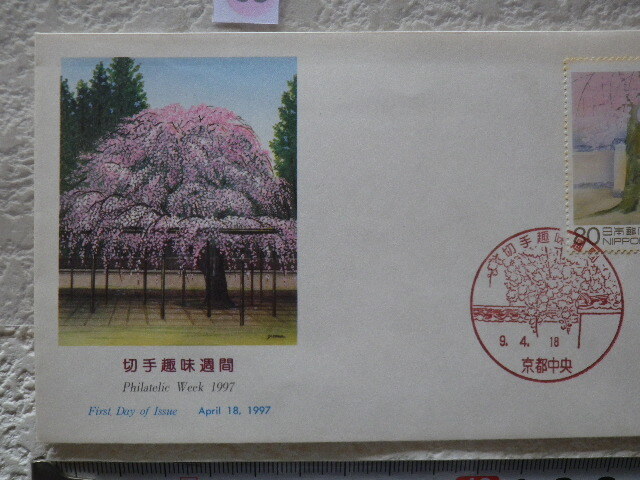 80 日本郵
NIPPON
切手趣味週間
9. 4. 18
京都中央
切手趣味週間
Philatelic Week 1997
First Day of Issue April 18, 1997